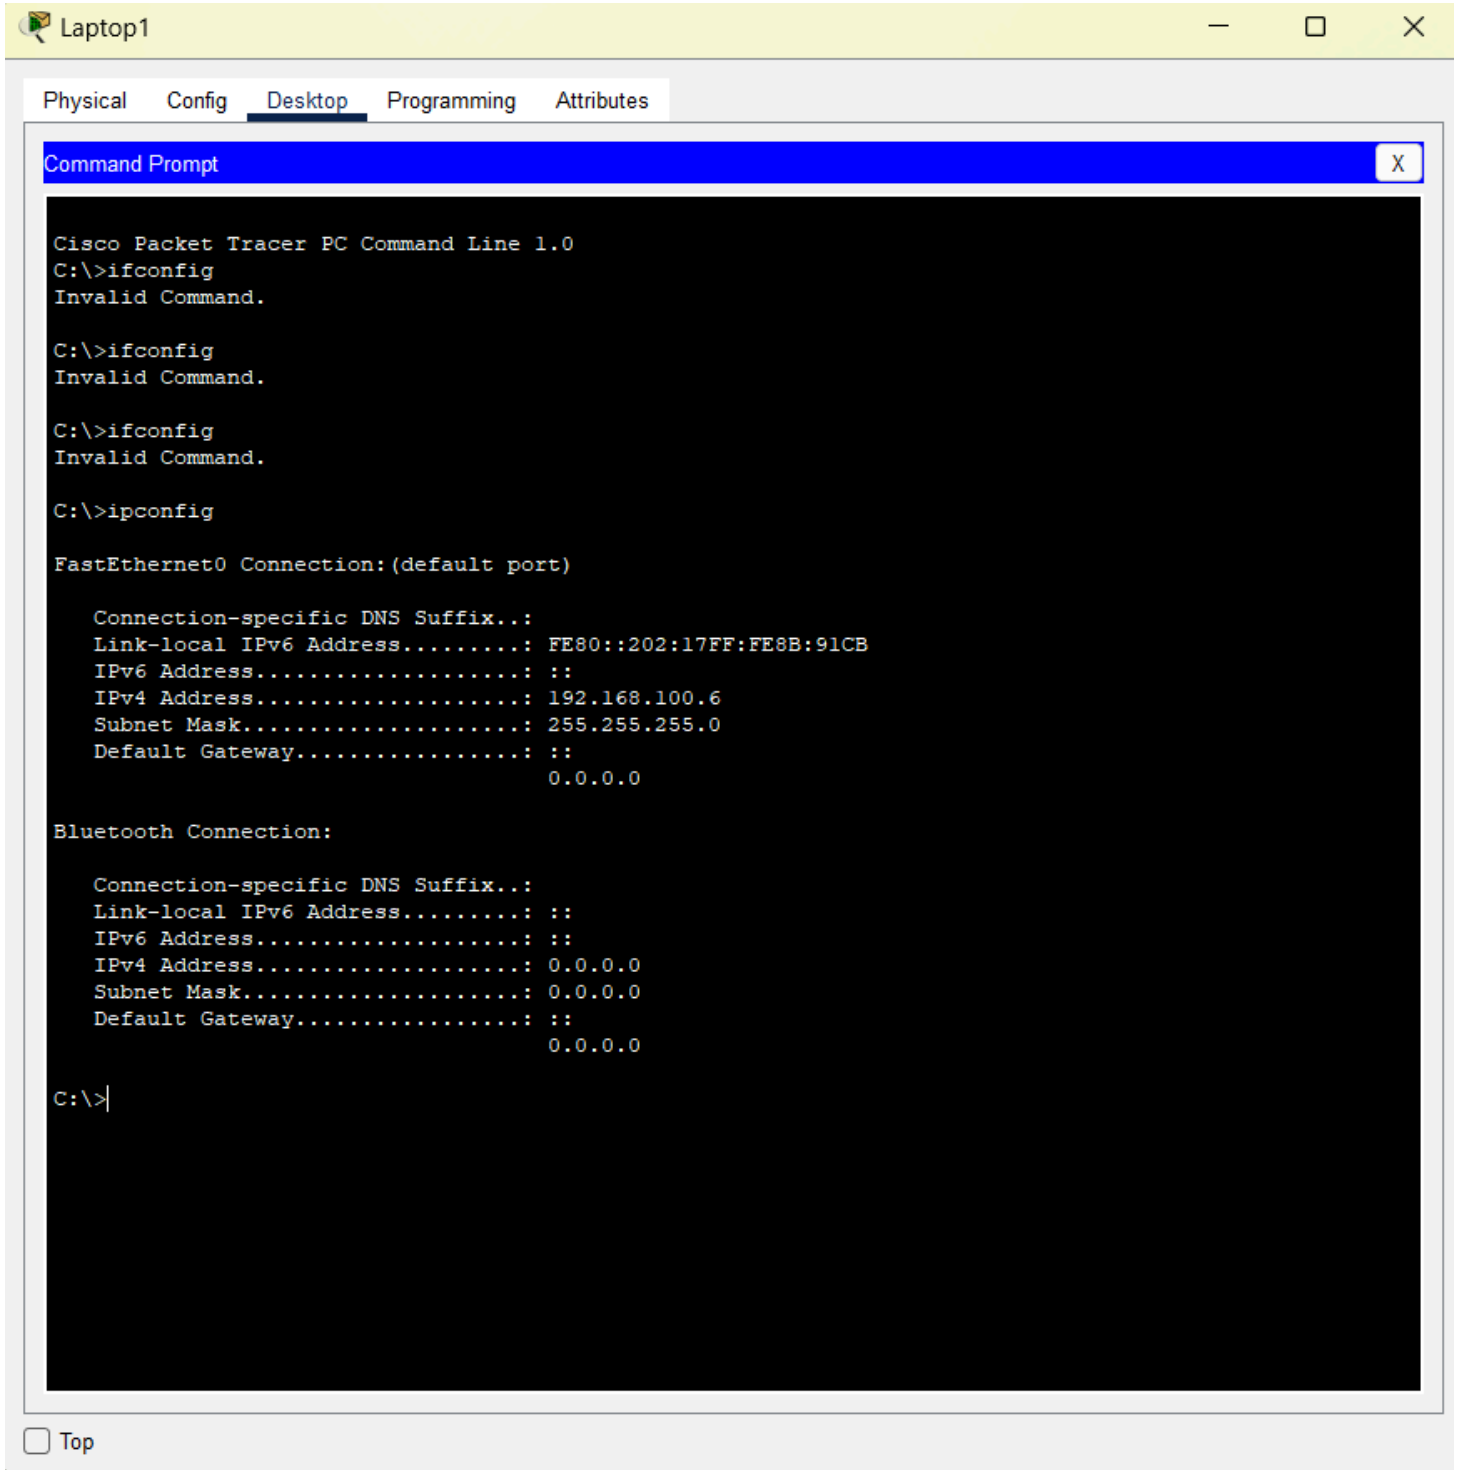 Laptop1
Physical Config Desktop Programming Attributes
Command Prompt X
Cisco Packet Tracer PC Command Line 1.0
C:\>ifconfig
Invalid Command.
C:\>ifconfig
Invalid Command.
C:\>ifconfig
Invalid Command.
C:\>ipconfig
FastEthernet0 Connection:(default port)
Connection-specific DNS Suffix..:
Link-local IPv6 Address.........: FE80::202:17FF:FE8B:91CB
IPv6 Address....................: ::
IPv4 Address....................: 192.168.100.6
Subnet Mask.....................: 255.255.255.0
Default Gateway.................: ::
0.0.0.0
Bluetooth Connection:
Connection-specific DNS Suffix..:
Link-local IPv6 Address.........: ::
IPv6 Address....................: ::
IPv4 Address....................: 0.0.0.0
Subnet Mask.....................: 0.0.0.0
Default Gateway.................: ::
0.0.0.0
C:\>
Top